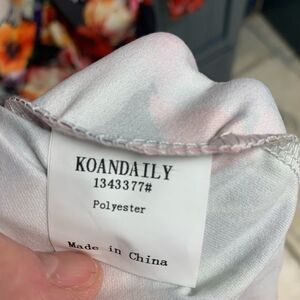 KOANDAILY
1343377#
Polyester
Made in China